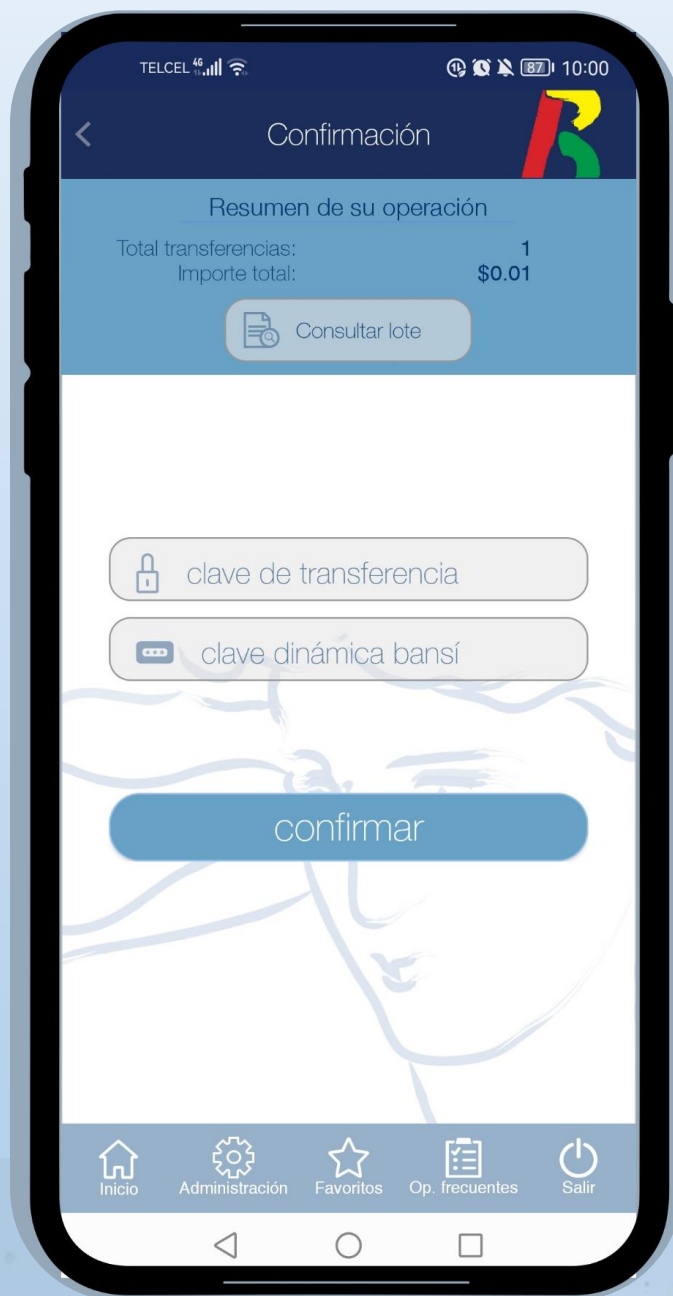 TELCEL 4G 87 10:00
Confirmación
Resumen de su operación
Total transferencias: 1
Importe total: $0.01
Consultar lote
clave de transferencia
clave dinámica bansí
confirmar
Inicio Administración Favoritos Op. frecuentes Salir